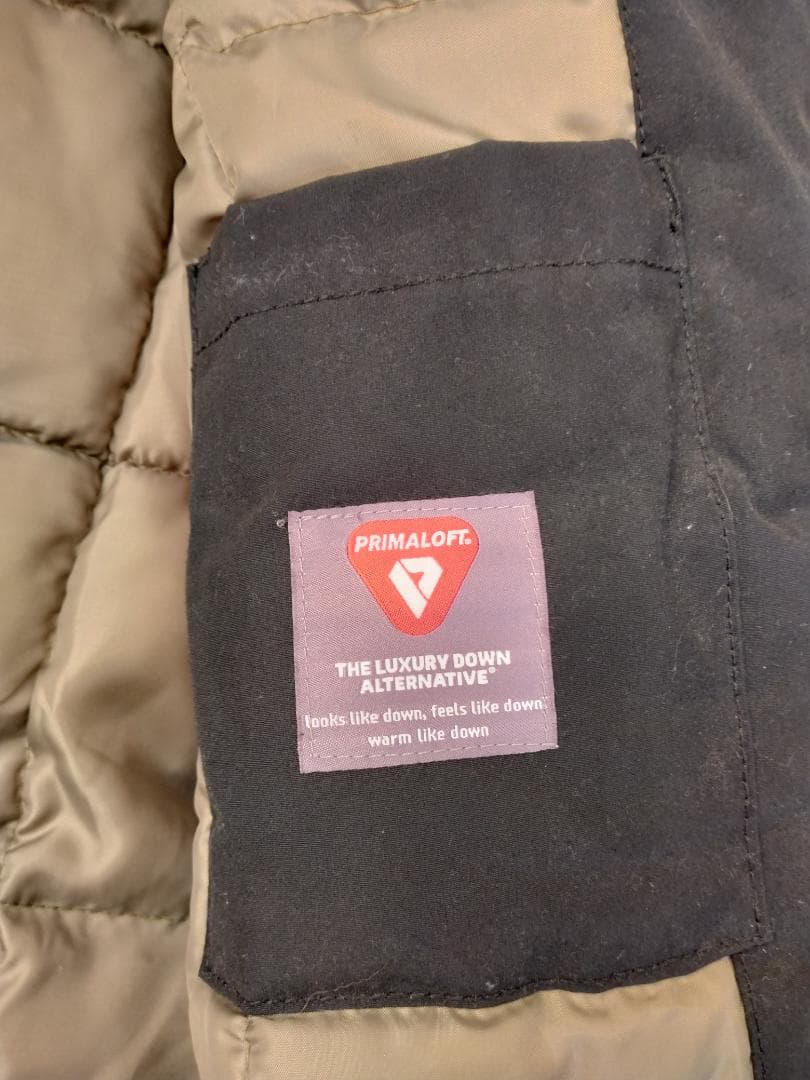 PRIMALOFT®
THE LUXURY DOWN
ALTERNATIVE®
looks like down, feels like down,
warm like down